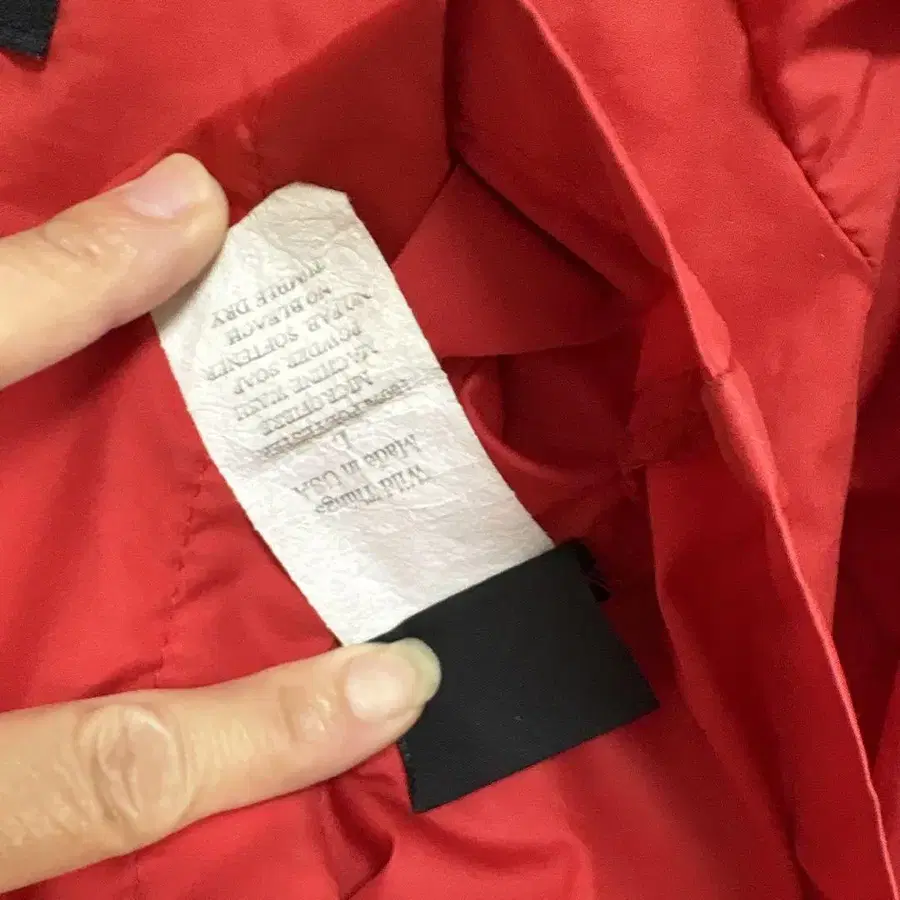 Wild Things
Made in USA
L
100% POLYESTER
MICROFIBER
MACHINE WASH
POWDER SOAP
NO FAB. SOFTENER
NO BLEACH
TUMBLE DRY